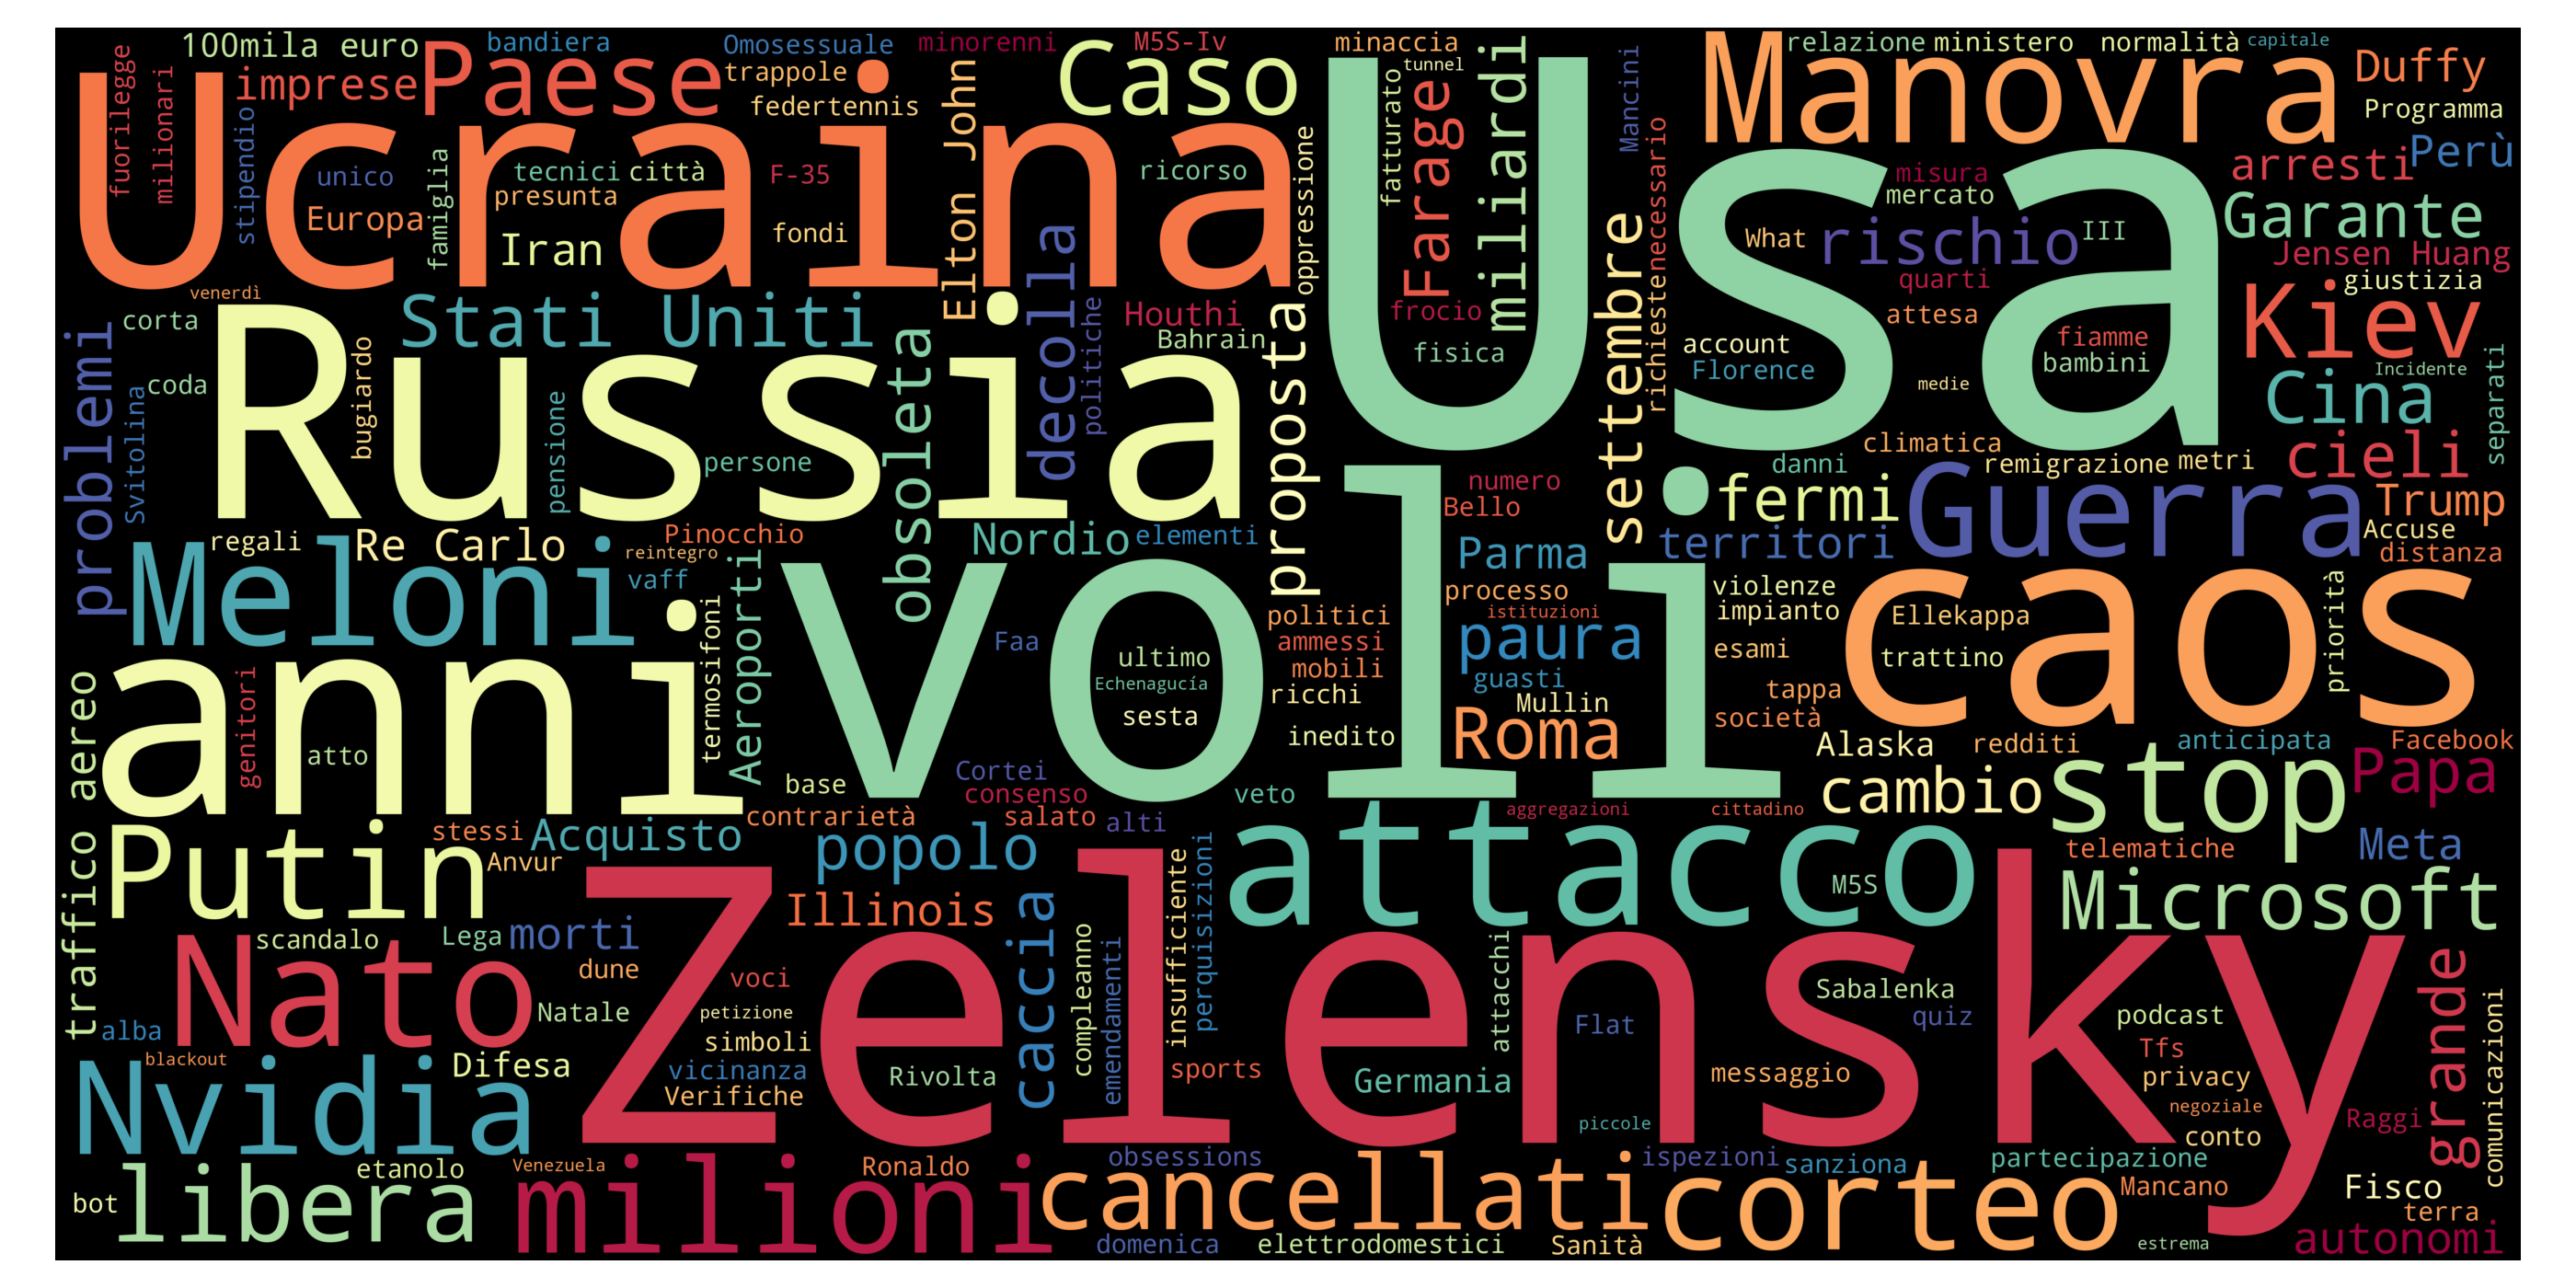 100mila euro
bandiera
Omosessuale
minorenni
M5S-Iv
minaccia
tunnel
relazione
ministero
normalità
capitale
fuorilegge
milionari
stipendio
imprese
Paese
trappole
federtennis
Elton John
Caso
fatturato
Farage
miliardi
Mancini
Manovra
Duffy
Programma
Ucraina
Usa
unico
Europa
famiglia
tecnici
città
presunta
F-35
fondi
ricorso
oppressione
Iran
misura
mercato
arresti
Perù
Garante
What
rischio
III
Jensen Huang
quarti
giustizia
venerdì
corta
Stati Uniti
decolla
politiche
Houthi
Bahrain
proposta
frocio
fisica
settembre
richiestenecessario
attesa
account
Florence
fiamme
bambini
medie
Kiev
Incidente
separati
problemi
coda
Svitolina
Russia
bugiardo
pensione
persone
obsoleta
Cina
climatica
danni
remigrazione
metri
cieli
numero
Bello
fermi
Guerra
Trump
Accuse
distanza
regali
Re Carlo
Pinocchio
reintegro
vaff
Nordio
elementi
Parma
territori
Meloni
termosifoni
Aeroporti
voli
Faa
ultimo
Echenagucía
sesta
politici
ammessi
mobili
ricchi
inedito
processo
istituzioni
paura
guasti
Mullin
Roma
violenze
impianto
esami
tappa
società
Ellekappa
trattino
caos
priorità
traffico aereo
anni
genitori
atto
base
Cortei
consenso
contrarietà
salato
alti
veto
aggregazioni
cittadino
Alaska
redditi
anticipata
Facebook
cambio
stop
Papa
Putin
stessi
Anvur
Acquisto
popolo
attacco
M5S
telematiche
Meta
Microsoft
Illinois
caccia
Nato
scandalo
Lega
morti
dune
Natale
voci
petizione
simboli
vicinanza
Verifiche
Zelensky
Rivolta
compleanno
emendamenti
insufficiente
perquisizioni
sports
attacchi
Flat
Germania
piccole
messaggio
Sabalenka
quiz
podcast
Tfs
privacy
negoziale
conto
grande
comunicazioni
Raggi
alba
blackout
Difesa
Nvidia
etanolo
Venezuela
Ronaldo
obsessions
ispezioni
sanziona
partecipazione
Mancano
Fisco
terra
bot
libera
milioni
cancellati
corteo
domenica
elettrodomestici
Sanità
estrema
autonomi